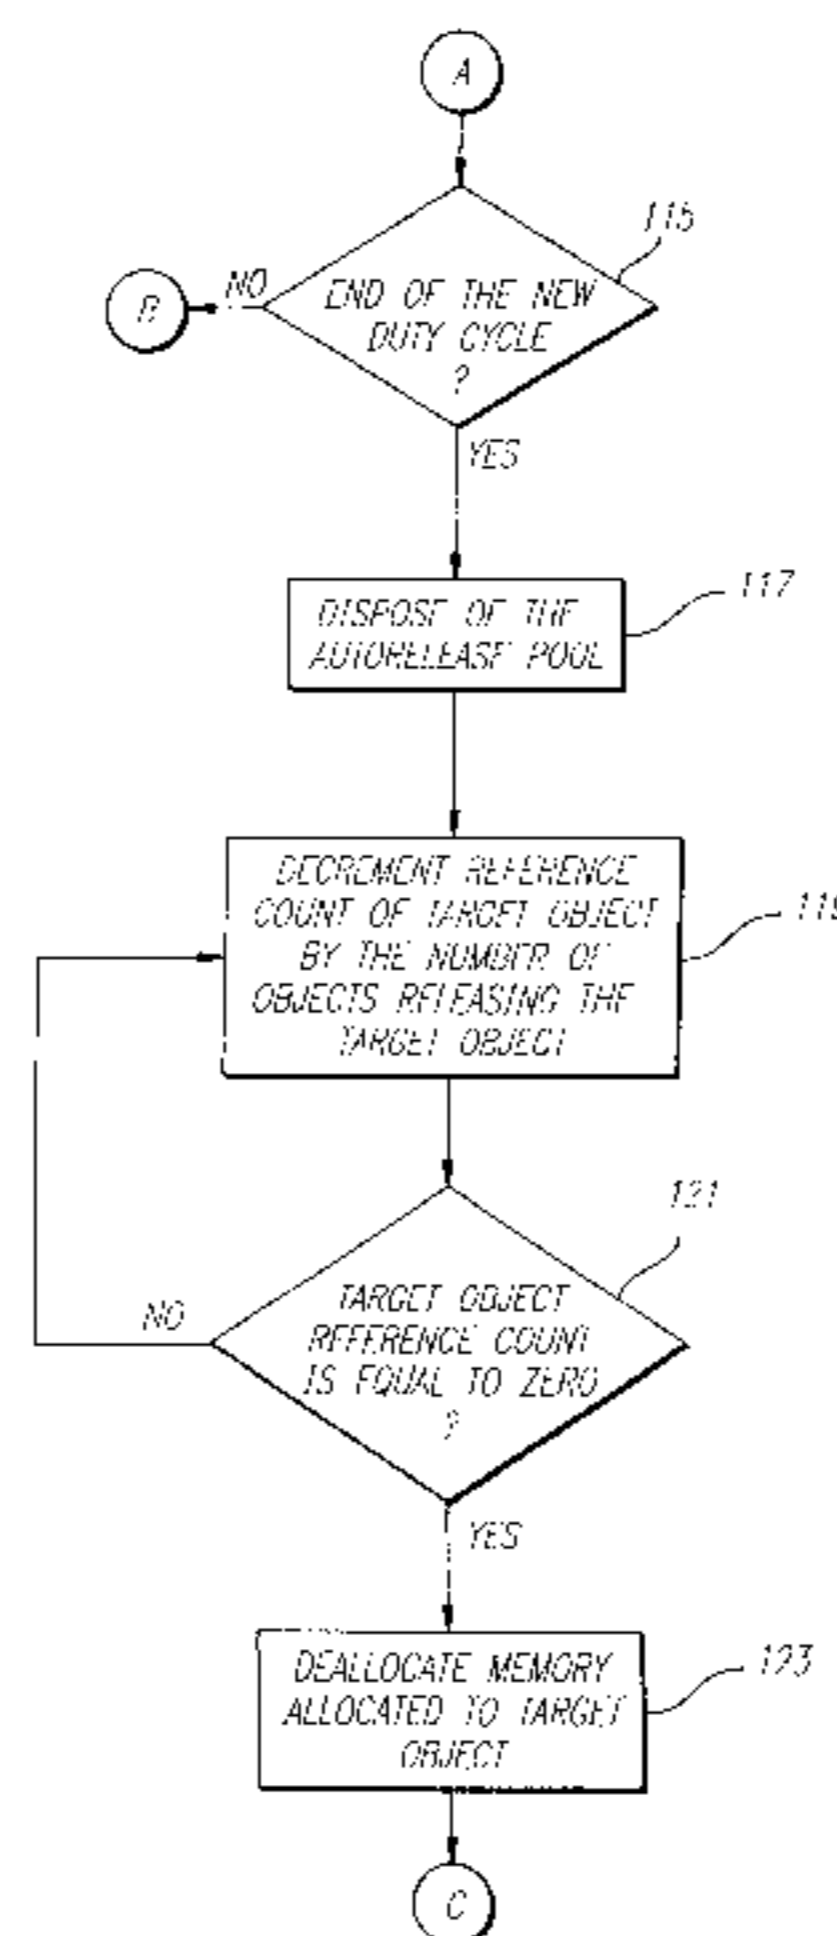 A
115
B
NO
END OF THE NEW
DUTY CYCLE
?
YES
117
DISPOSE OF THE
AUTORELEASE POOL
DECREMENT REFERENCE
COUNT OF TARGET OBJECT
BY THE NUMBER OF
OBJECTS RELEASING THE
TARGET OBJECT
119
121
NO
TARGET OBJECT
REFERENCE COUNT
IS EQUAL TO ZERO
?
YES
DEALLOCATE MEMORY
ALLOCATED TO TARGET
OBJECT
123
C